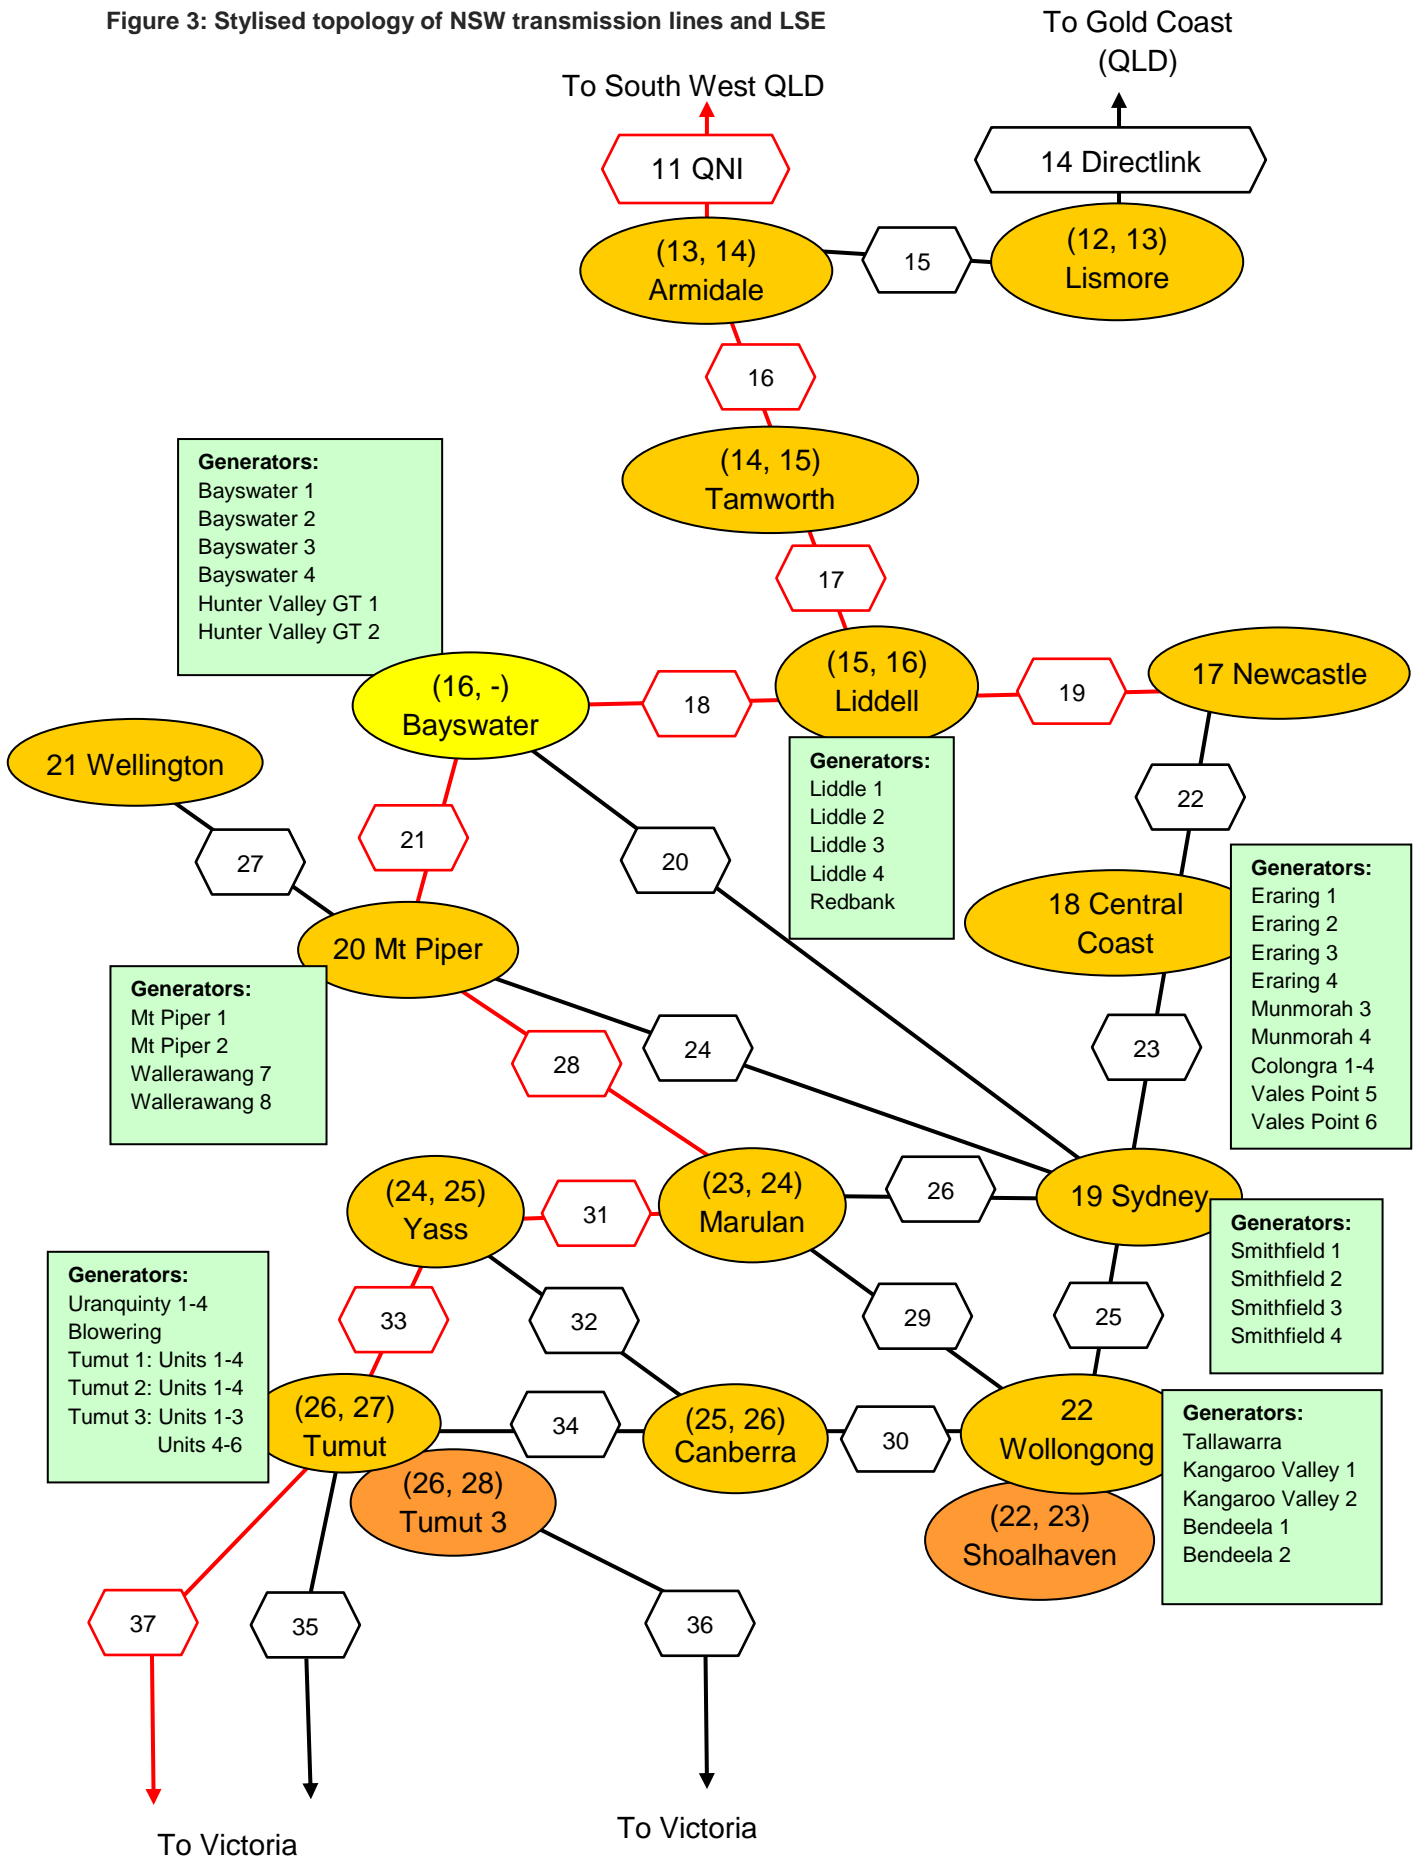 Figure 3: Stylised topology of NSW transmission lines and LSE
To Gold Coast
(QLD)
To South West QLD
11 QNI
14 Directlink
(13, 14)
Armidale
15
(12, 13)
Lismore
16
(14, 15)
Tamworth
Generators:
Bayswater 1
Bayswater 2
Bayswater 3
Bayswater 4
Hunter Valley GT 1
Hunter Valley GT 2
17
(16, -)
Bayswater
18
(15, 16)
Liddell
19
17 Newcastle
21 Wellington
Generators:
Liddle 1
Liddle 2
Liddle 3
Liddle 4
Redbank
22
27
21
20
18 Central
Coast
Generators:
Eraring 1
Eraring 2
Eraring 3
Eraring 4
Munmorah 3
Munmorah 4
Colongra 1-4
Vales Point 5
Vales Point 6
20 Mt Piper
Generators:
Mt Piper 1
Mt Piper 2
Wallerawang 7
Wallerawang 8
28
24
23
(24, 25)
Yass
31
(23, 24)
Marulan
26
19 Sydney
Generators:
Smithfield 1
Smithfield 2
Smithfield 3
Smithfield 4
Generators:
Uranquinty 1-4
Blowering
Tumut 1: Units 1-4
Tumut 2: Units 1-4
Tumut 3: Units 1-3
Units 4-6
33
32
29
25
(26, 27)
Tumut
34
(25, 26)
Canberra
30
22
Wollongong
Generators:
Tallawarra
Kangaroo Valley 1
Kangaroo Valley 2
Bendeela 1
Bendeela 2
(26, 28)
Tumut 3
(22, 23)
Shoalhaven
37
35
36
To Victoria
To Victoria